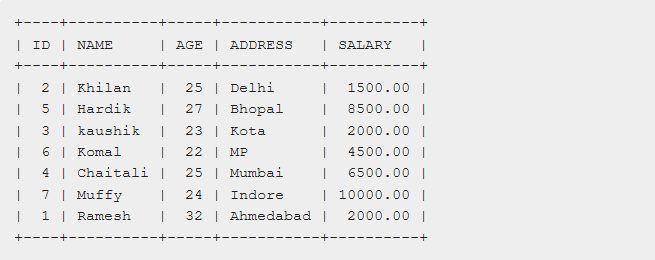 +----+----------+-----+-----------+----------+
| ID | NAME     | AGE | ADDRESS   | SALARY   |
+----+----------+-----+-----------+----------+
|  2 | Khilan   |  25 | Delhi     |  1500.00 |
|  5 | Hardik   |  27 | Bhopal    |  8500.00 |
|  3 | kaushik  |  23 | Kota      |  2000.00 |
|  6 | Komal    |  22 | MP        |  4500.00 |
|  4 | Chaitali |  25 | Mumbai    |  6500.00 |
|  7 | Muffy    |  24 | Indore    | 10000.00 |
|  1 | Ramesh   |  32 | Ahmedabad |  2000.00 |
+----+----------+-----+-----------+----------+